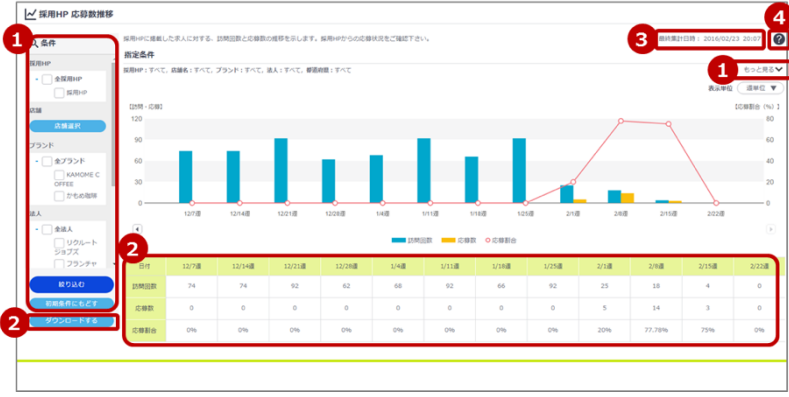 採用HP 応募数推移
4
1
条件
採用HPに掲載した求人に対する、訪問回数と応募数の推移を示します。採用HPからの応募状況をご確認下さい。
3
最終集計日時： 2016/02/23 20:07
?
指定条件
採用HP：すべて, 店舗名：すべて, ブランド：すべて, 法人：すべて, 都道府県：すべて
1
もっと見る
表示単位
週単位 ▼
採用HP
全採用HP
採用HP
店舗
店舗選択
ブランド
全ブランド
KAMOME C
OFFEE
かもめ珈琲
法人
全法人
リクルート
ジョブズ
フランチャ
絞り込む
初期条件にもどす
2
ダウンロードする
【訪問・応募】
【応募割合（%）】
120
90
60
30
0
80
60
40
20
0
12/7週 12/14週 12/21週 12/28週 1/4週 1/11週 1/18週 1/25週 2/1週 2/8週 2/15週 2/22週
訪問回数 応募数 応募割合
2
日付 12/7週 12/14週 12/21週 12/28週 1/4週 1/11週 1/18週 1/25週 2/1週 2/8週 2/15週 2/22週
訪問回数 74 74 92 62 68 92 66 92 25 18 4 0
応募数 0 0 0 0 0 0 0 0 5 14 3 0
応募割合 0% 0% 0% 0% 0% 0% 0% 0% 20% 77.78% 75% 0%